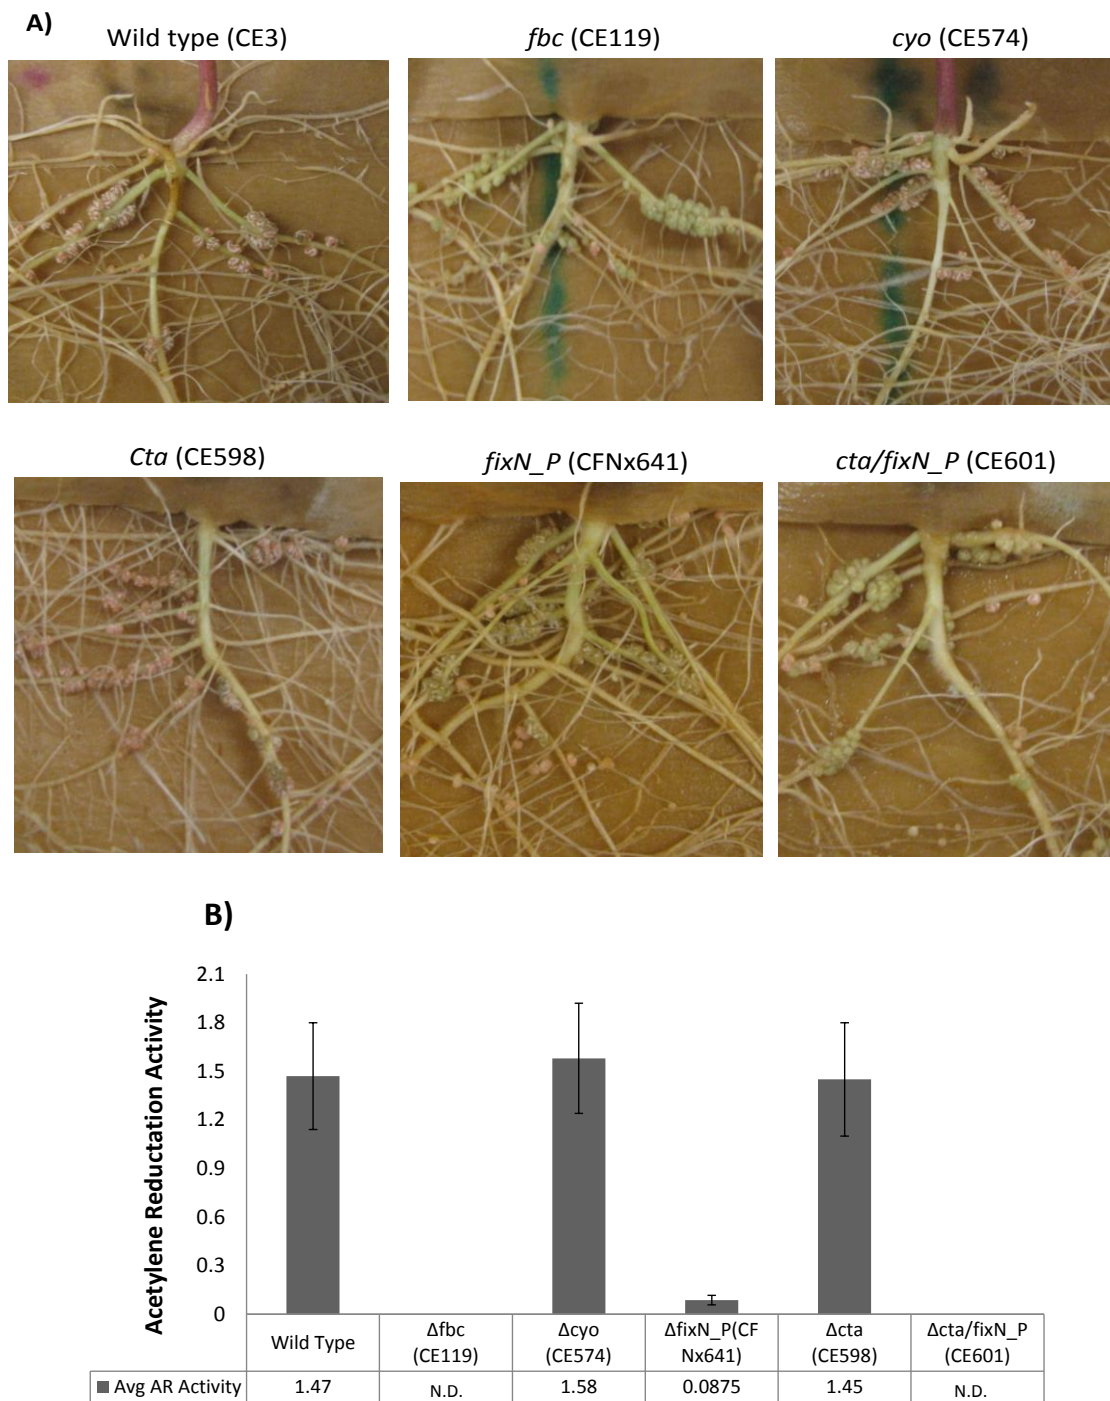 A)
Wild type (CE3)
fbc (CE119)
cyo (CE574)
Cta (CE598)
fixN_P (CFNx641)
cta/fixN_P (CE601)
B)
Acetylene Reductation Activity
2.1
1.8
1.5
1.2
0.9
0.6
0.3
0
Wild Type
Δfbc
(CE119)
Δcyo
(CE574)
ΔfixN_P(CF
Nx641)
Δcta
(CE598)
Δcta/fixN_P
(CE601)
Avg AR Activity
1.47
N.D.
1.58
0.0875
1.45
N.D.